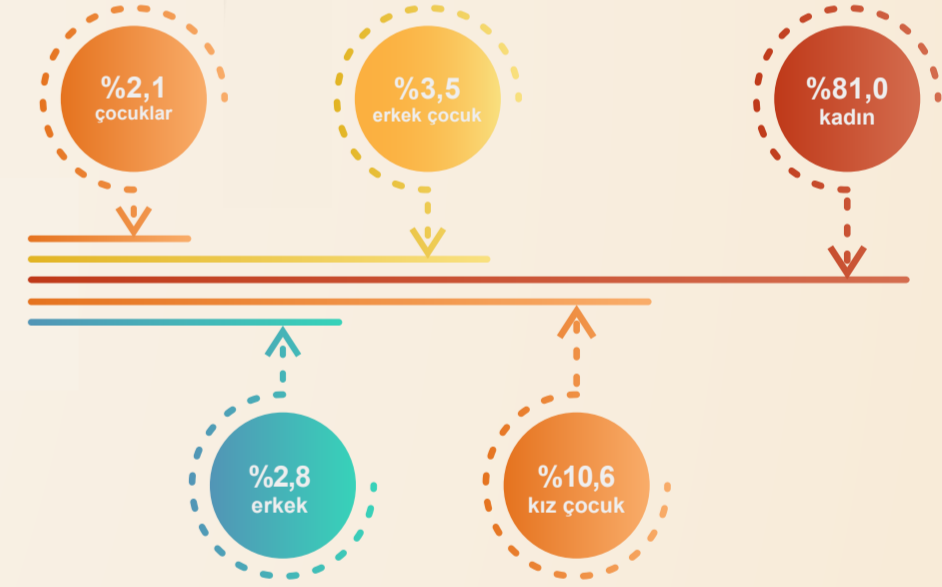 %2,1
çocuklar
%3,5
erkek çocuk
%81,0
kadın
%2,8
erkek
%10,6
kız çocuk